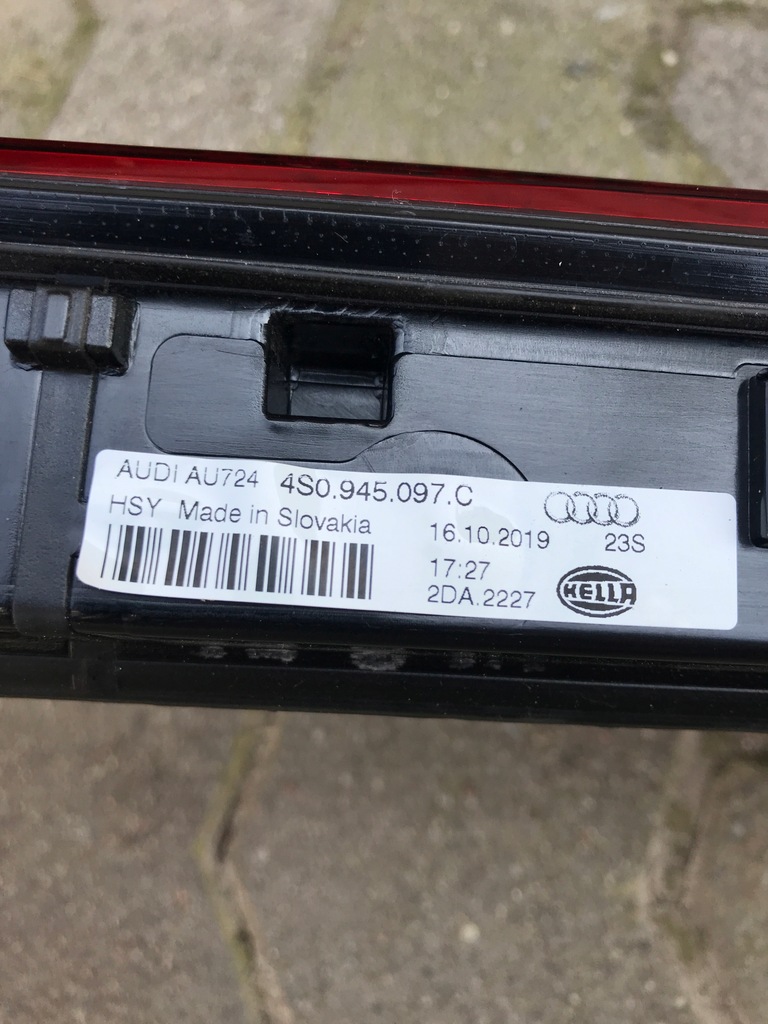 AUDI AU724 4S0.945.097.C
HSY Made in Slovakia
16.10.2019 23S
17:27
2DA.2227
HELLA